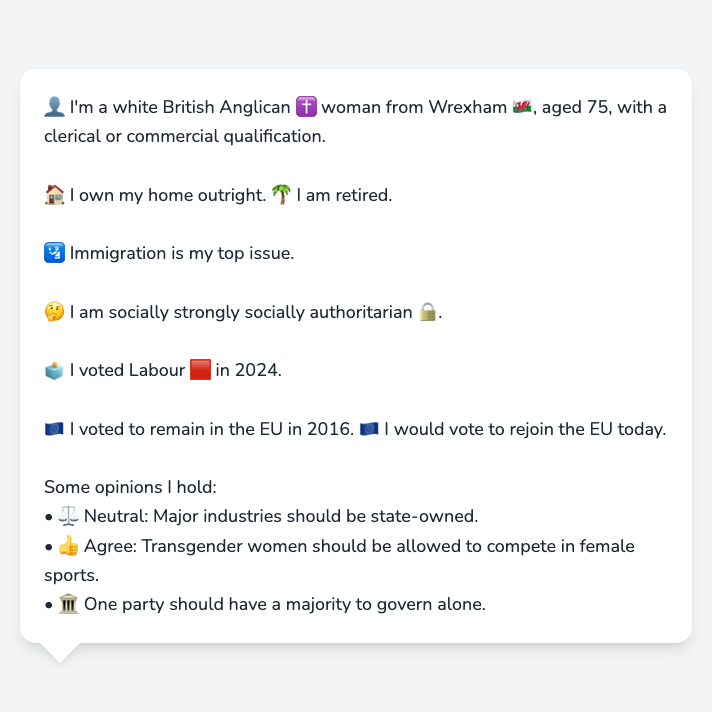 👤 I'm a white British Anglican ✝️ woman from Wrexham 🏴󠁧󠁢󠁷󠁬󠁳󠁿, aged 75, with a
clerical or commercial qualification.
🏠 I own my home outright. 🌴 I am retired.
🛂 Immigration is my top issue.
🤔 I am socially strongly socially authoritarian 🔒.
🗳️ I voted Labour 🟥 in 2024.
🇪🇺 I voted to remain in the EU in 2016. 🇪🇺 I would vote to rejoin the EU today.
Some opinions I hold:
• ⚖️ Neutral: Major industries should be state-owned.
• 👍 Agree: Transgender women should be allowed to compete in female
sports.
• 🏛️ One party should have a majority to govern alone.